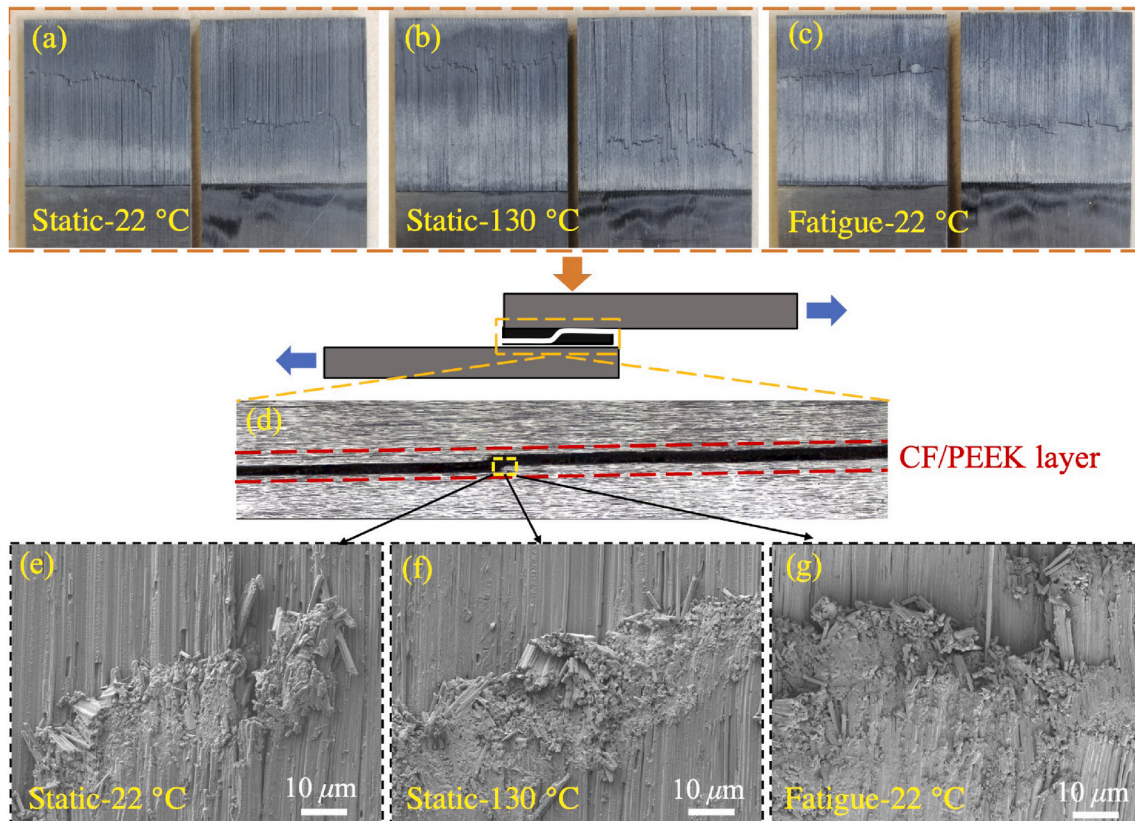 (a)
(b)
(c)
Static-22 °C
Static-130 °C
Fatigue-22 °C
(d)
CF/PEEK layer
(e)
(f)
(g)
10 μm
10 μm
10 μm
Static-22 °C
Static-130 °C
Fatigue-22 °C